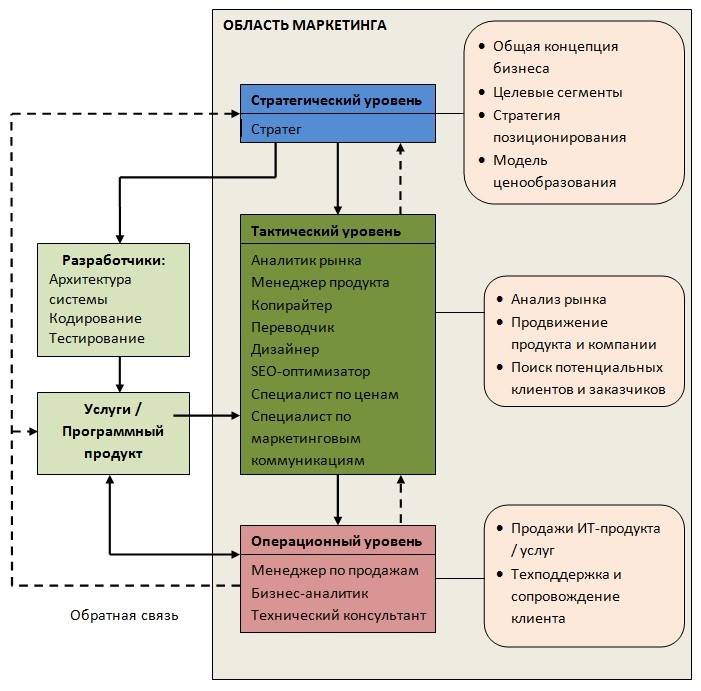 ОБЛАСТЬ МАРКЕТИНГА
Стратегический уровень
Стратег
• Общая концепция
бизнеса
• Целевые сегменты
• Стратегия
позиционирования
• Модель
ценообразования
Разработчики:
Архитектура
системы
Кодирование
Тестирование
Услуги /
Программный
продукт
Тактический уровень
Аналитик рынка
Менеджер продукта
Копирайтер
Переводчик
Дизайнер
SEO-оптимизатор
Специалист по ценам
Специалист по
маркетинговым
коммуникациям
• Анализ рынка
• Продвижение
продукта и компании
• Поиск потенциальных
клиентов и заказчиков
Операционный уровень
Менеджер по продажам
Бизнес-аналитик
Технический консультант
• Продажи ИТ-продукта
/ услуг
• Техподдержка и
сопровождение
клиента
Обратная связь